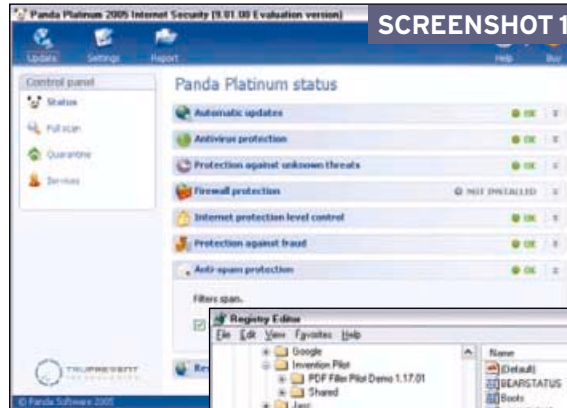 Panda Platinum 2005 Internet Security (9.01.00 Evaluation version)
SCREENSHOT 1
Update Settings Report Help Buy
Control panel
Status
Full scan
Quarantine
Services
Panda Platinum status
Automatic updates OK
Antivirus protection OK
Protection against unknown threats OK
Firewall protection NOT INSTALLED
Internet protection level control OK
Protection against fraud OK
Anti-spam protection OK
Filters spam.
TRUPREVENT
© Panda Software 2005
Registry Editor
File Edit View Favorites Help
Google
Invention Pilot
PDF Filler Pilot Demo 1.17.01
Shared
Name
(Default)
BEARSTATUS
Boots